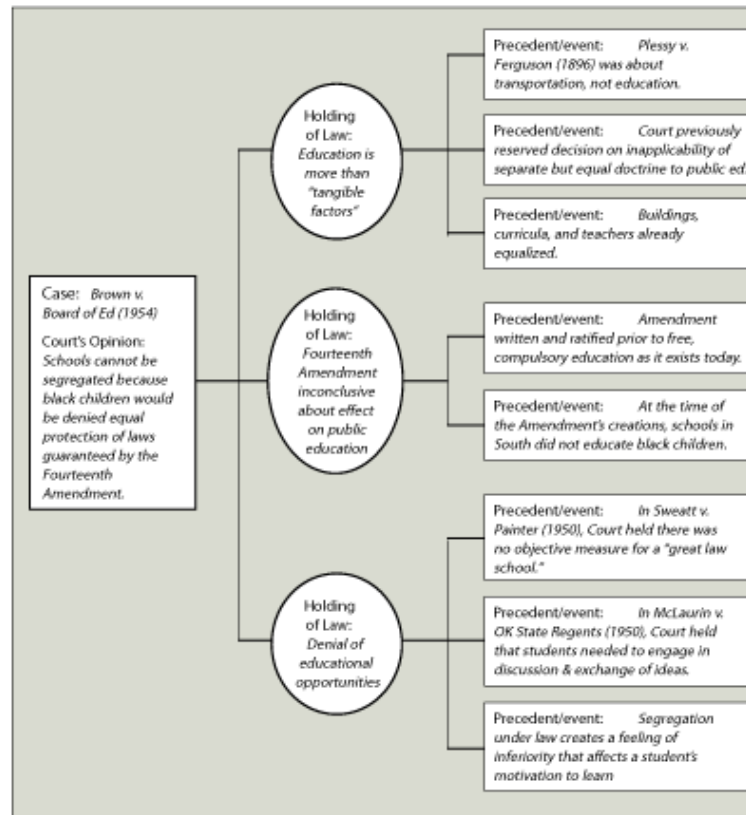 Case: Brown v.
Board of Ed (1954)
Court's Opinion:
Schools cannot be
segregated because
black children would
be denied equal
protection of laws
guaranteed by the
Fourteenth
Amendment.
Holding
of Law:
Education is
more than
"tangible
factors"
Precedent/event: Plessy v.
Ferguson (1896) was about
transportation, not education.
Precedent/event: Court previously
reserved decision on inapplicability of
separate but equal doctrine to public ed.
Precedent/event: Buildings,
curricula, and teachers already
equalized.
Holding
of Law:
Fourteenth
Amendment
inconclusive
about effect
on public
education
Precedent/event: Amendment
written and ratified prior to free,
compulsory education as it exists today.
Precedent/event: At the time of
the Amendment's creations, schools in
South did not educate black children.
Holding
of Law:
Denial of
educational
opportunities
Precedent/event: In Sweatt v.
Painter (1950), Court held there was
no objective measure for a "great law
school."
Precedent/event: In McLaurin v.
OK State Regents (1950), Court held
that students needed to engage in
discussion & exchange of ideas.
Precedent/event: Segregation
under law creates a feeling of
inferiority that affects a student's
motivation to learn